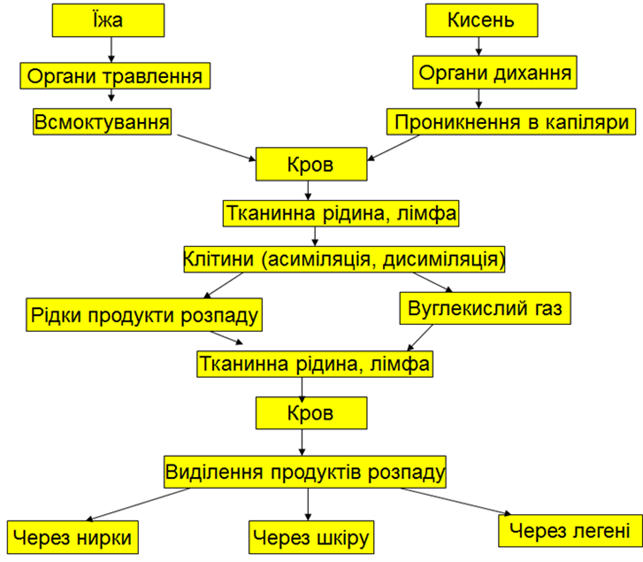 Їжа
Кисень
Органи травлення
Органи дихання
Всмоктування
Проникнення в капіляри
Кров
Тканинна рідина, лімфа
Клітини (асиміляція, дисиміляція)
Рідки продукти розпаду
Вуглекислий газ
Тканинна рідина, лімфа
Кров
Виділення продуктів розпаду
Через нирки
Через шкіру
Через легені